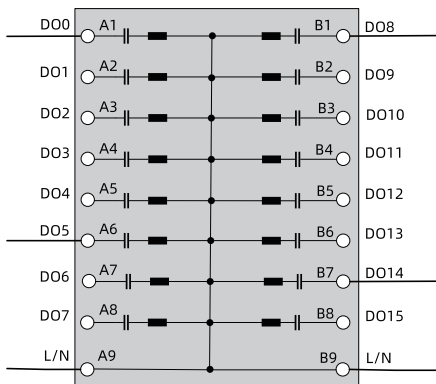 DO0 A1 B1 DO8
DO1 A2 B2 DO9
DO2 A3 B3 DO10
DO3 A4 B4 DO11
DO4 A5 B5 DO12
DO5 A6 B6 DO13
DO6 A7 B7 DO14
DO7 A8 B8 DO15
L/N A9 B9 L/N